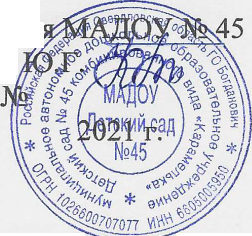 я МАДОУ № 45
Ю Г
№
2021 г.
МАДОУ
Детский сад
№45
Муниципальное автономное дошкольное образовательное учреждение
Детский сад № 45 комбинированного вида «Карамелька»
Российская Федерация Свердловская область ГО Богданович
ОГРН 1026600707077 ИНН 6605005950